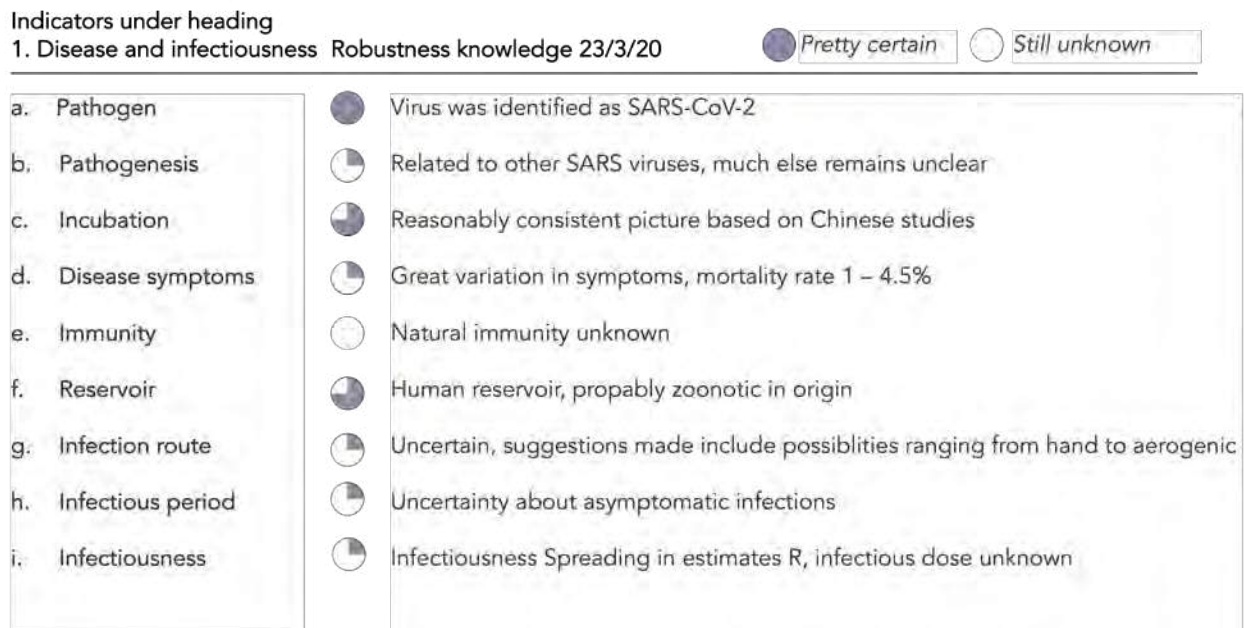 Indicators under heading
1. Disease and infectiousness Robustness knowledge 23/3/20 Pretty certain Still unknown
a. Pathogen Virus was identified as SARS-CoV-2
b. Pathogenesis Related to other SARS viruses, much else remains unclear
c. Incubation Reasonably consistent picture based on Chinese studies
d. Disease symptoms Great variation in symptoms, mortality rate 1 – 4.5%
e. Immunity Natural immunity unknown
f. Reservoir Human reservoir, propably zoonotic in origin
g. Infection route Uncertain, suggestions made include possiblities ranging from hand to aerogenic
h. Infectious period Uncertainty about asymptomatic infections
i. Infectiousness Infectiousness Spreading in estimates R, infectious dose unknown